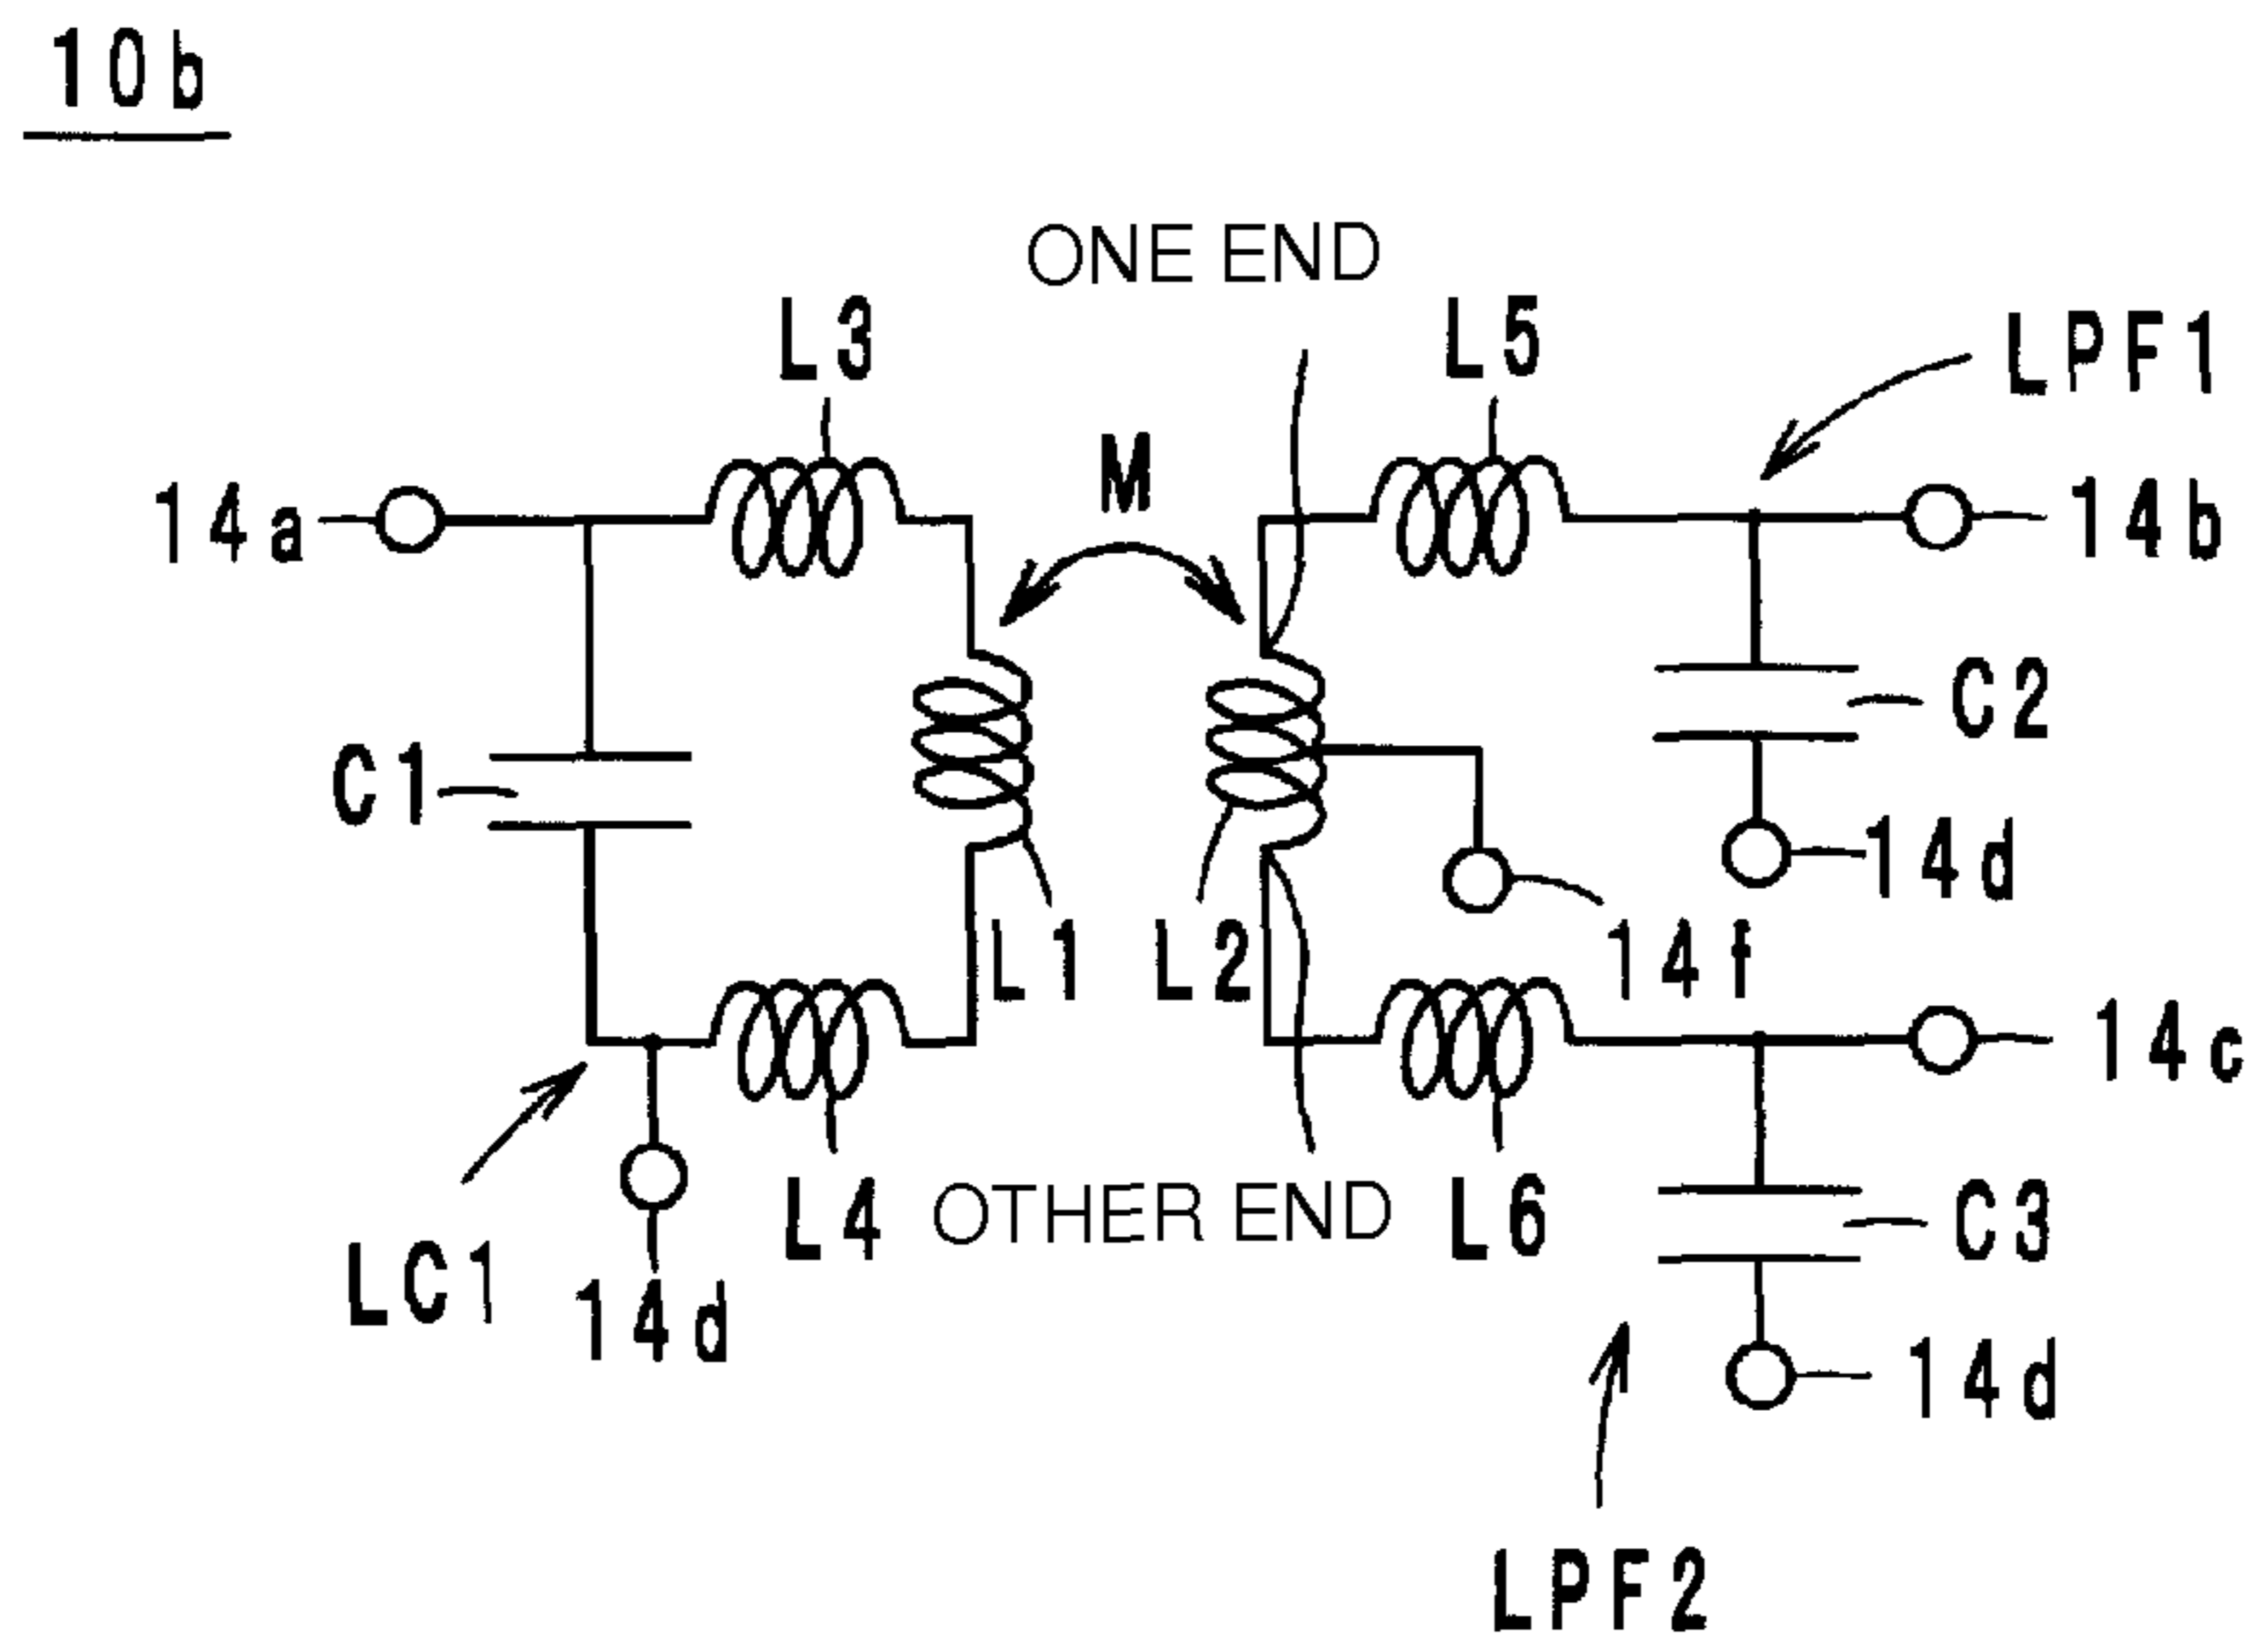 10b
ONE END
L3
L5
LPF1
M
14a
14b
C1
C2
14d
L1
L2
14f
14c
LC1
14d
L4
OTHER END
L6
C3
14d
LPF2